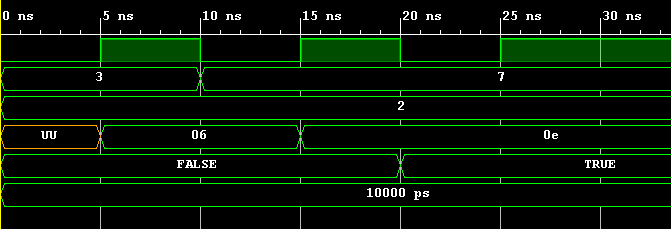 0 ns 5 ns 10 ns 15 ns 20 ns 25 ns 30 ns
3 7
2
UU 06 0e
FALSE TRUE
10000 ps